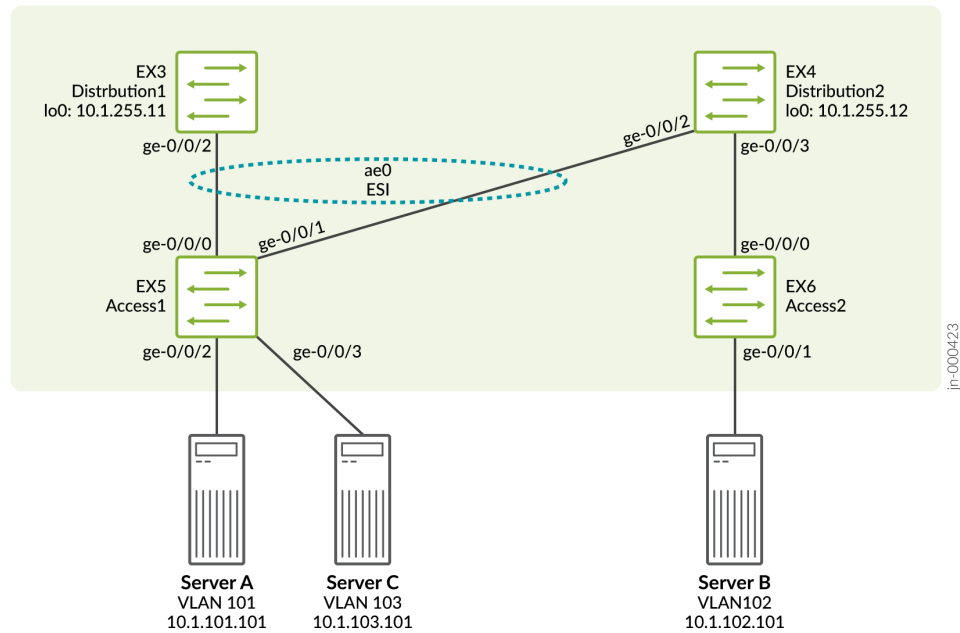 EX3
Distrbution1
lo0: 10.1.255.11
EX4
Distribution2
lo0: 10.1.255.12
ge-0/0/2
ge-0/0/2
ge-0/0/3
ae0
ESI
ge-0/0/0
ge-0/0/1
ge-0/0/0
EX5
Access1
EX6
Access2
ge-0/0/2
ge-0/0/3
ge-0/0/1
jn-000423
Server A
VLAN 101
10.1.101.101
Server C
VLAN 103
10.1.103.101
Server B
VLAN102
10.1.102.101